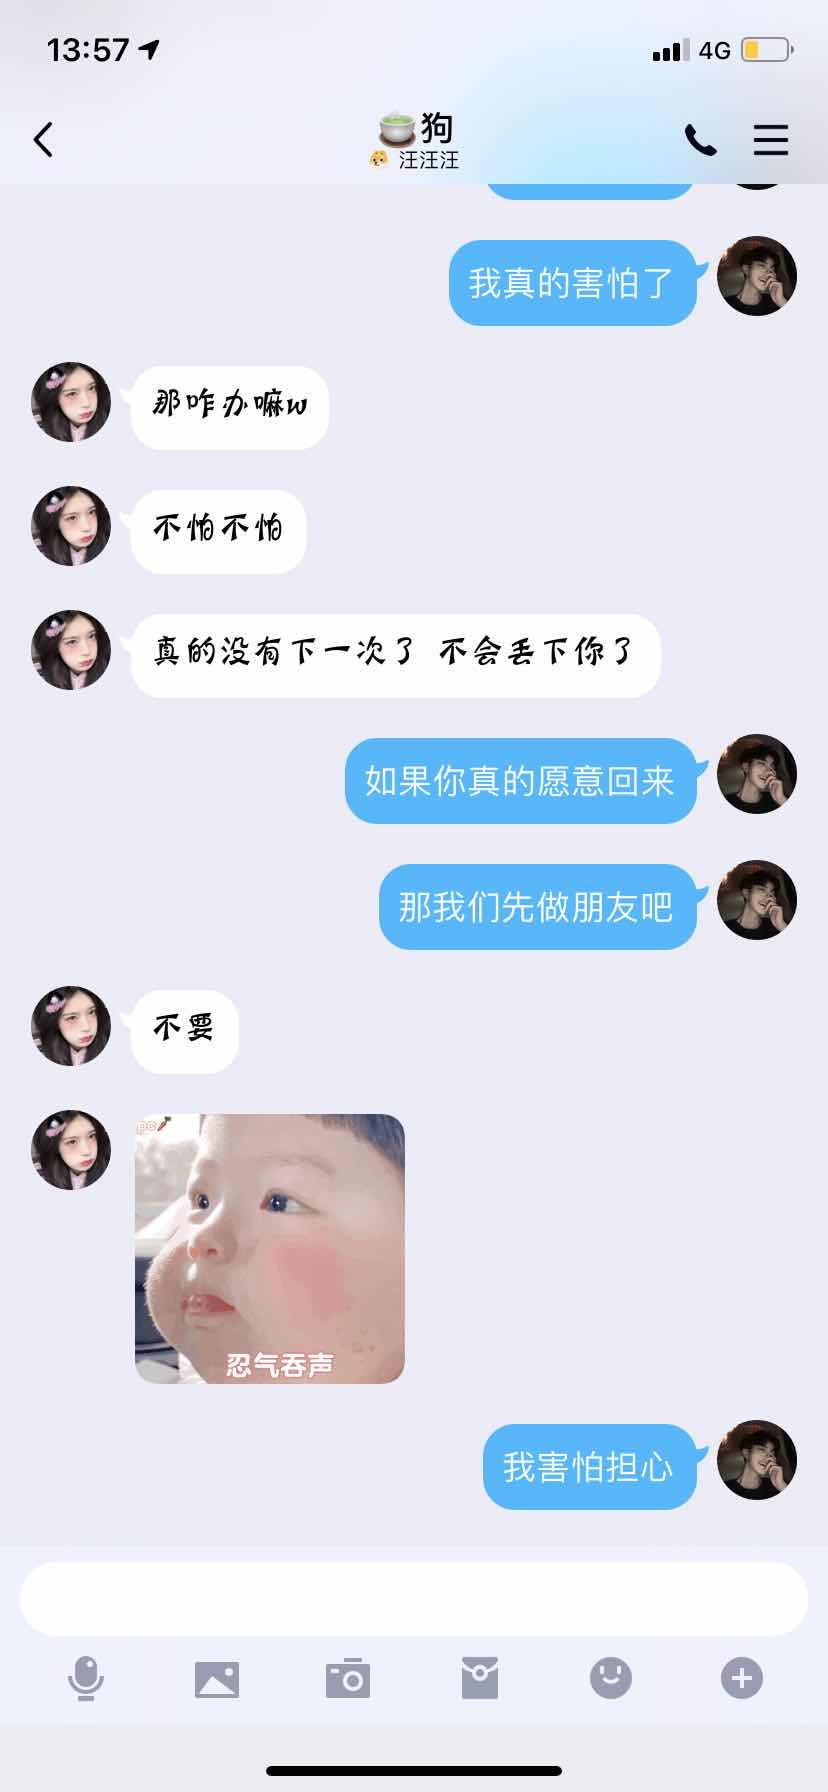 13:57
4G
🍵狗
汪汪汪
我真的害怕了
那咋办嘛w
不怕不怕
真的没有下一次了 不会丢下你了
如果你真的愿意回来
那我们先做朋友吧
不要
pc
忍气吞声
我害怕担心